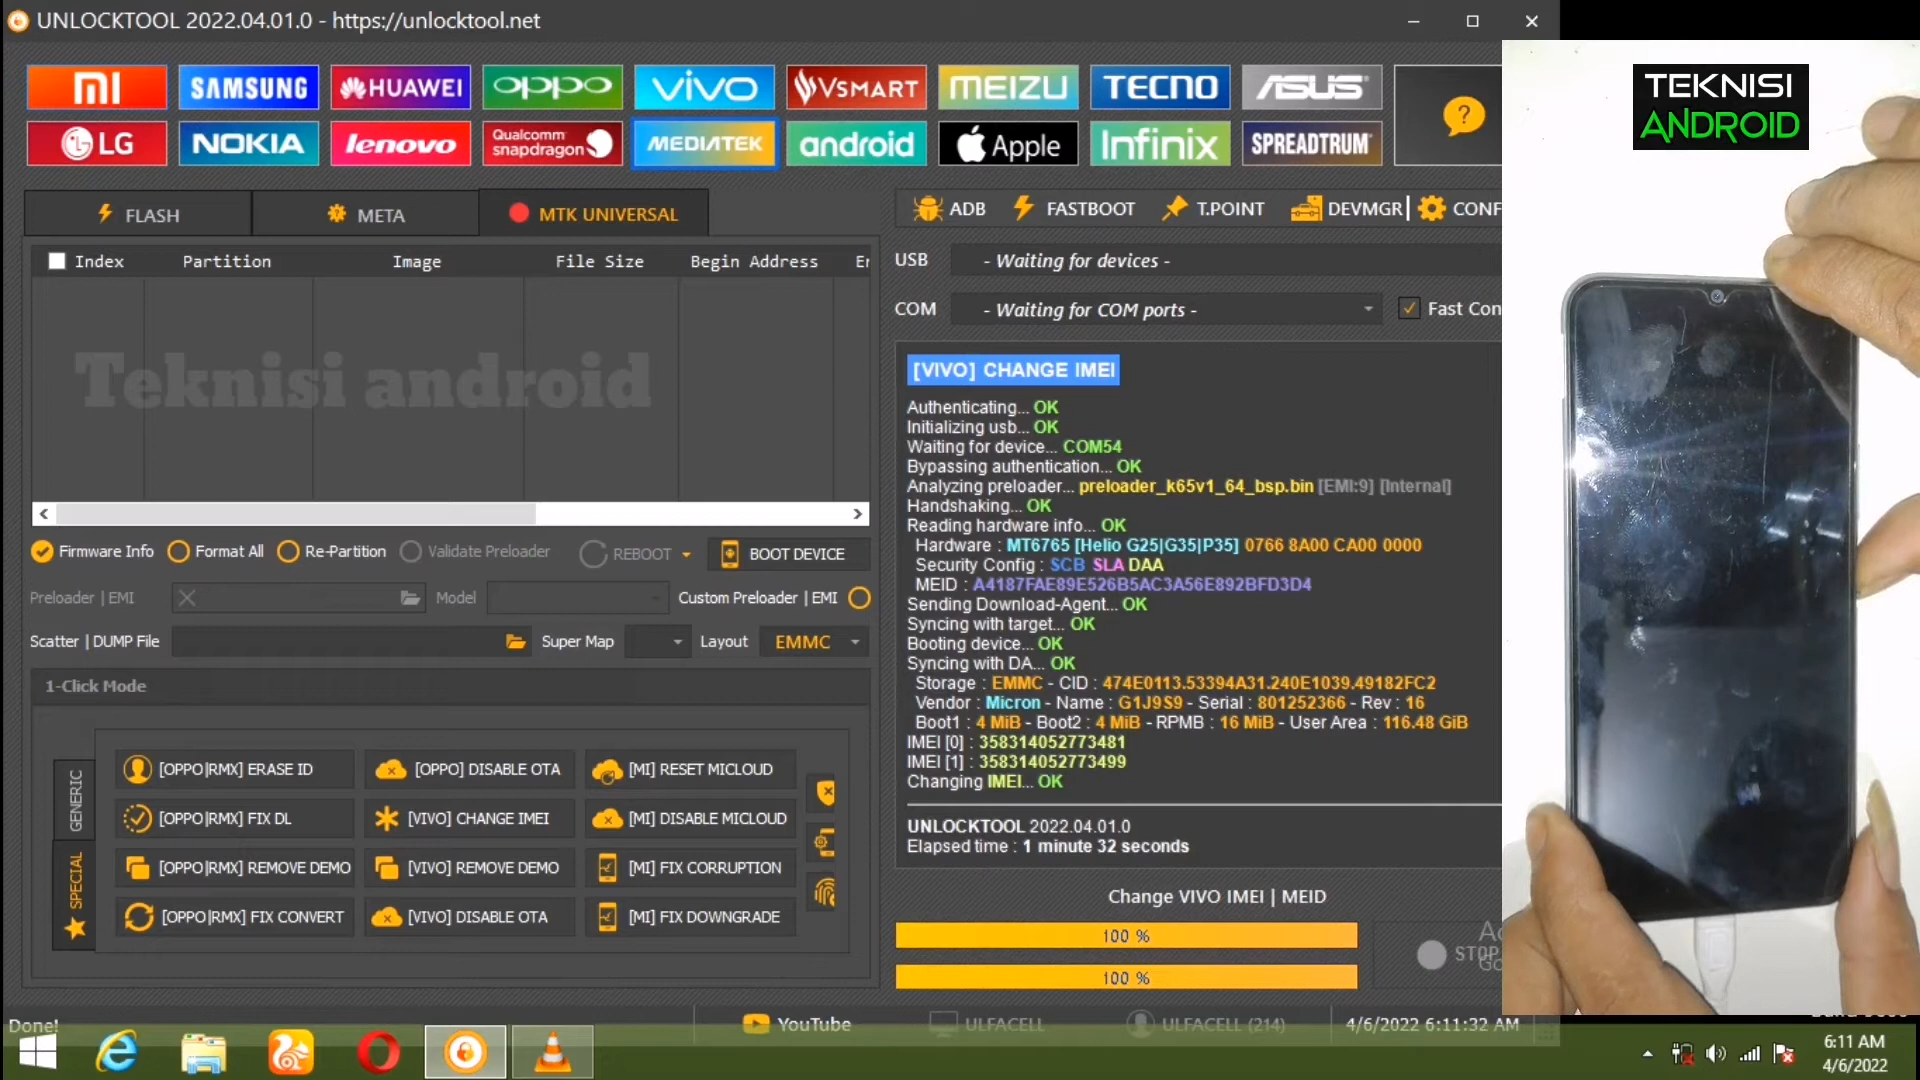 UNLOCKTOOL 2022.04.01.0 - https://unlocktool.net
MI SAMSUNG HUAWEI oppo vivo VSMART MEIZU TECNO ASUS ?
LG NOKIA lenovo Qualcomm snapdragon MEDIATEK android Apple Infinix SPREADTRUM
TEKNISI
ANDROID
FLASH META MTK UNIVERSAL
ADB FASTBOOT T.POINT DEVMGR CONF
Index Partition Image File Size Begin Address Er
USB - Waiting for devices -
COM - Waiting for COM ports - Fast Con
Teknisi android
[VIVO] CHANGE IMEI
Authenticating... OK
Initializing usb... OK
Waiting for device... COM54
Bypassing authentication... OK
Analyzing preloader... preloader_k65v1_64_bsp.bin [EMI:9] [Internal]
Handshaking... OK
Reading hardware info... OK
Hardware : MT6765 [Helio G25|G35|P35] 0766 8A00 CA00 0000
Security Config : SCB SLA DAA
MEID : A4187FAE89E526B5AC3A56E892BFD3D4
Sending Download-Agent... OK
Syncing with target... OK
Booting device... OK
Syncing with DA... OK
Storage : EMMC - CID : 474E0113.53394A31.240E1039.49182FC2
Vendor : Micron - Name : G1J9S9 - Serial : 801252366 - Rev : 16
Boot1 : 4 MiB - Boot2 : 4 MiB - RPMB : 16 MiB - User Area : 116.48 GiB
IMEI [0] : 358314052773481
IMEI [1] : 358314052773499
Changing IMEI... OK
UNLOCKTOOL 2022.04.01.0
Elapsed time : 1 minute 32 seconds
Firmware Info Format All Re-Partition Validate Preloader REBOOT BOOT DEVICE
Preloader | EMI Model Custom Preloader | EMI
Scatter | DUMP File Super Map Layout EMMC
1-Click Mode
GENERIC
SPECIAL
[OPPO|RMX] ERASE ID [OPPO] DISABLE OTA [MI] RESET MICLOUD
[OPPO|RMX] FIX DL [VIVO] CHANGE IMEI [MI] DISABLE MICLOUD
[OPPO|RMX] REMOVE DEMO [VIVO] REMOVE DEMO [MI] FIX CORRUPTION
[OPPO|RMX] FIX CONVERT [VIVO] DISABLE OTA [MI] FIX DOWNGRADE
Change VIVO IMEI | MEID
100 %
100 %
STOP
Done!
YouTube ULFACELL ULFACELL (214) 4/6/2022 6:11:32 AM
6:11 AM
4/6/2022